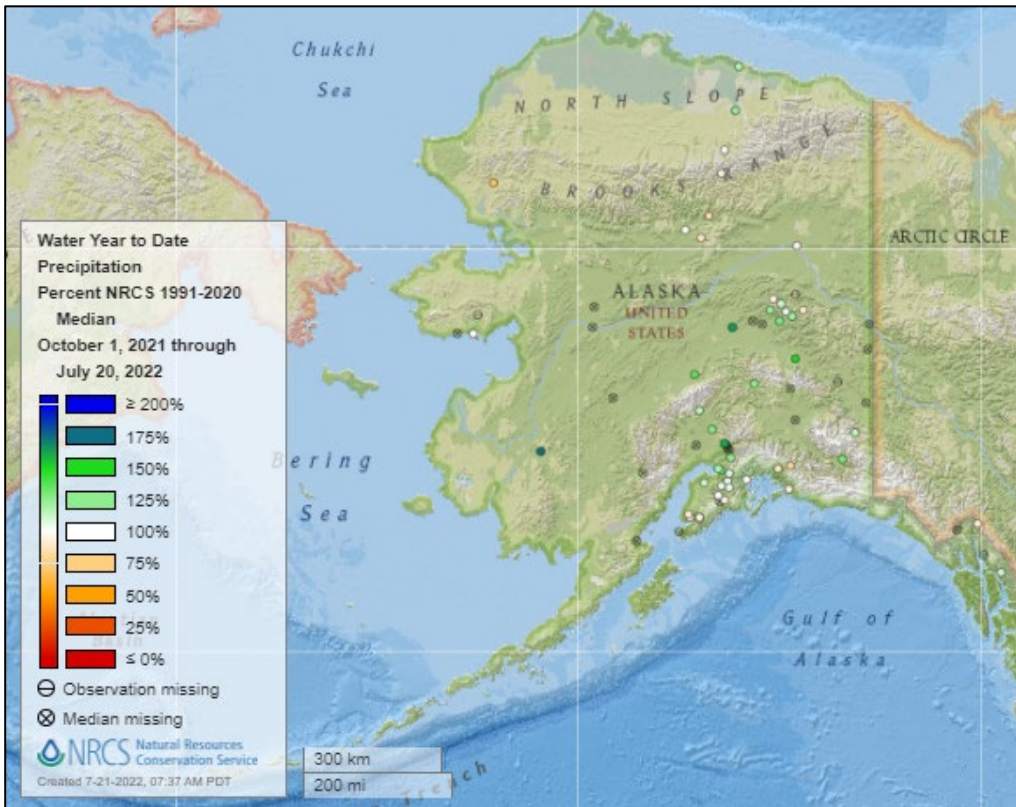 Chukchi
Sea
NORTH SLOPE
BROOKS RANGE
ARCTIC CIRCLE
ALASKA
UNITED
STATES
Bering
Sea
Gulf of
Alaska
Trench
Water Year to Date
Precipitation
Percent NRCS 1991-2020
Median
October 1, 2021 through
July 20, 2022
≥ 200%
175%
150%
125%
100%
75%
50%
25%
≤ 0%
Observation missing
Median missing
NRCS Natural Resources
Conservation Service
Created 7-21-2022, 07:37 AM PDT
300 km
200 mi